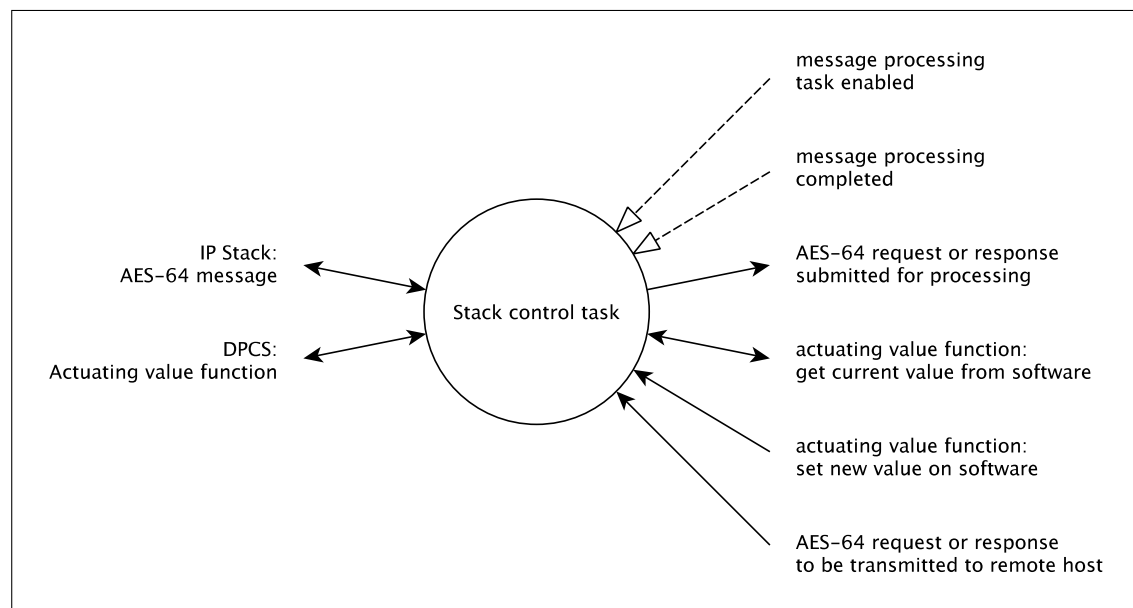 message processing
task enabled
message processing
completed
IP Stack:
AES-64 message
AES-64 request or response
submitted for processing
Stack control task
DPCS:
Actuating value function
actuating value function:
get current value from software
actuating value function:
set new value on software
AES-64 request or response
to be transmitted to remote host